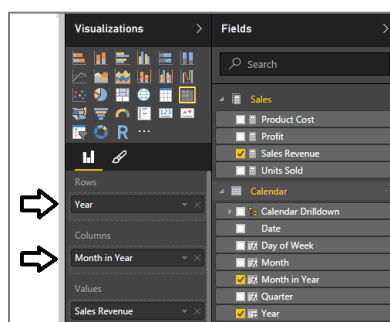 Visualizations
Fields
Search
R
123
Rows
Year
Columns
Month in Year
Values
Sales Revenue
Sales
Product Cost
Profit
Sales Revenue
Units Sold
Calendar
Calendar Drilldown
Date
Day of Week
Month
Month in Year
Quarter
Year